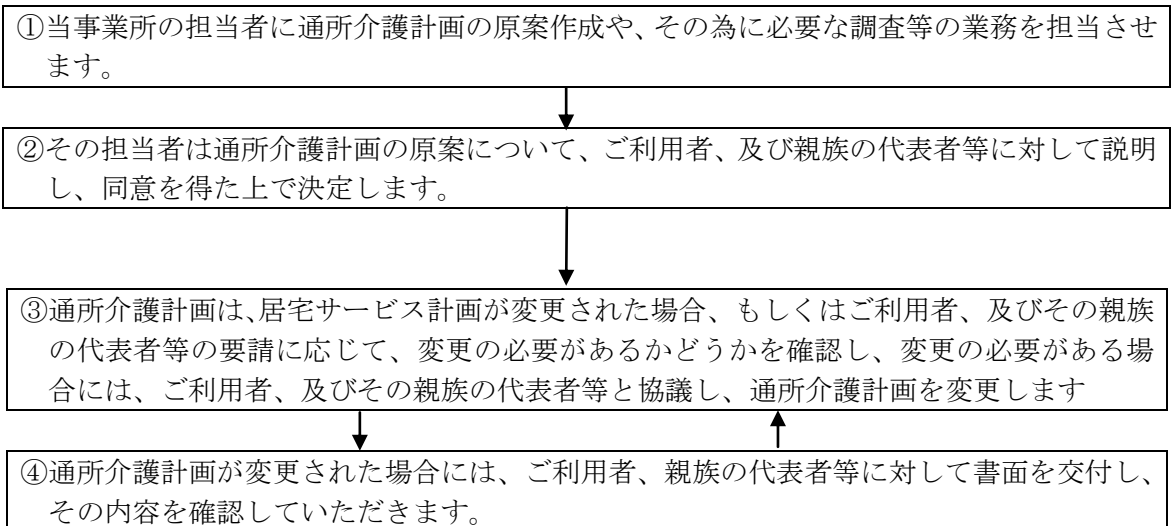 ①当事業所の担当者に通所介護計画の原案作成や、その為に必要な調査等の業務を担当させ
ます。
②その担当者は通所介護計画の原案について、ご利用者、及び親族の代表者等に対して説明
し、同意を得た上で決定します。
③通所介護計画は、居宅サービス計画が変更された場合、もしくはご利用者、及びその親族
の代表者等の要請に応じて、変更の必要があるかどうかを確認し、変更の必要がある場
合には、ご利用者、及びその親族の代表者等と協議し、通所介護計画を変更します
④通所介護計画が変更された場合には、ご利用者、親族の代表者等に対して書面を交付し、
その内容を確認していただきます。